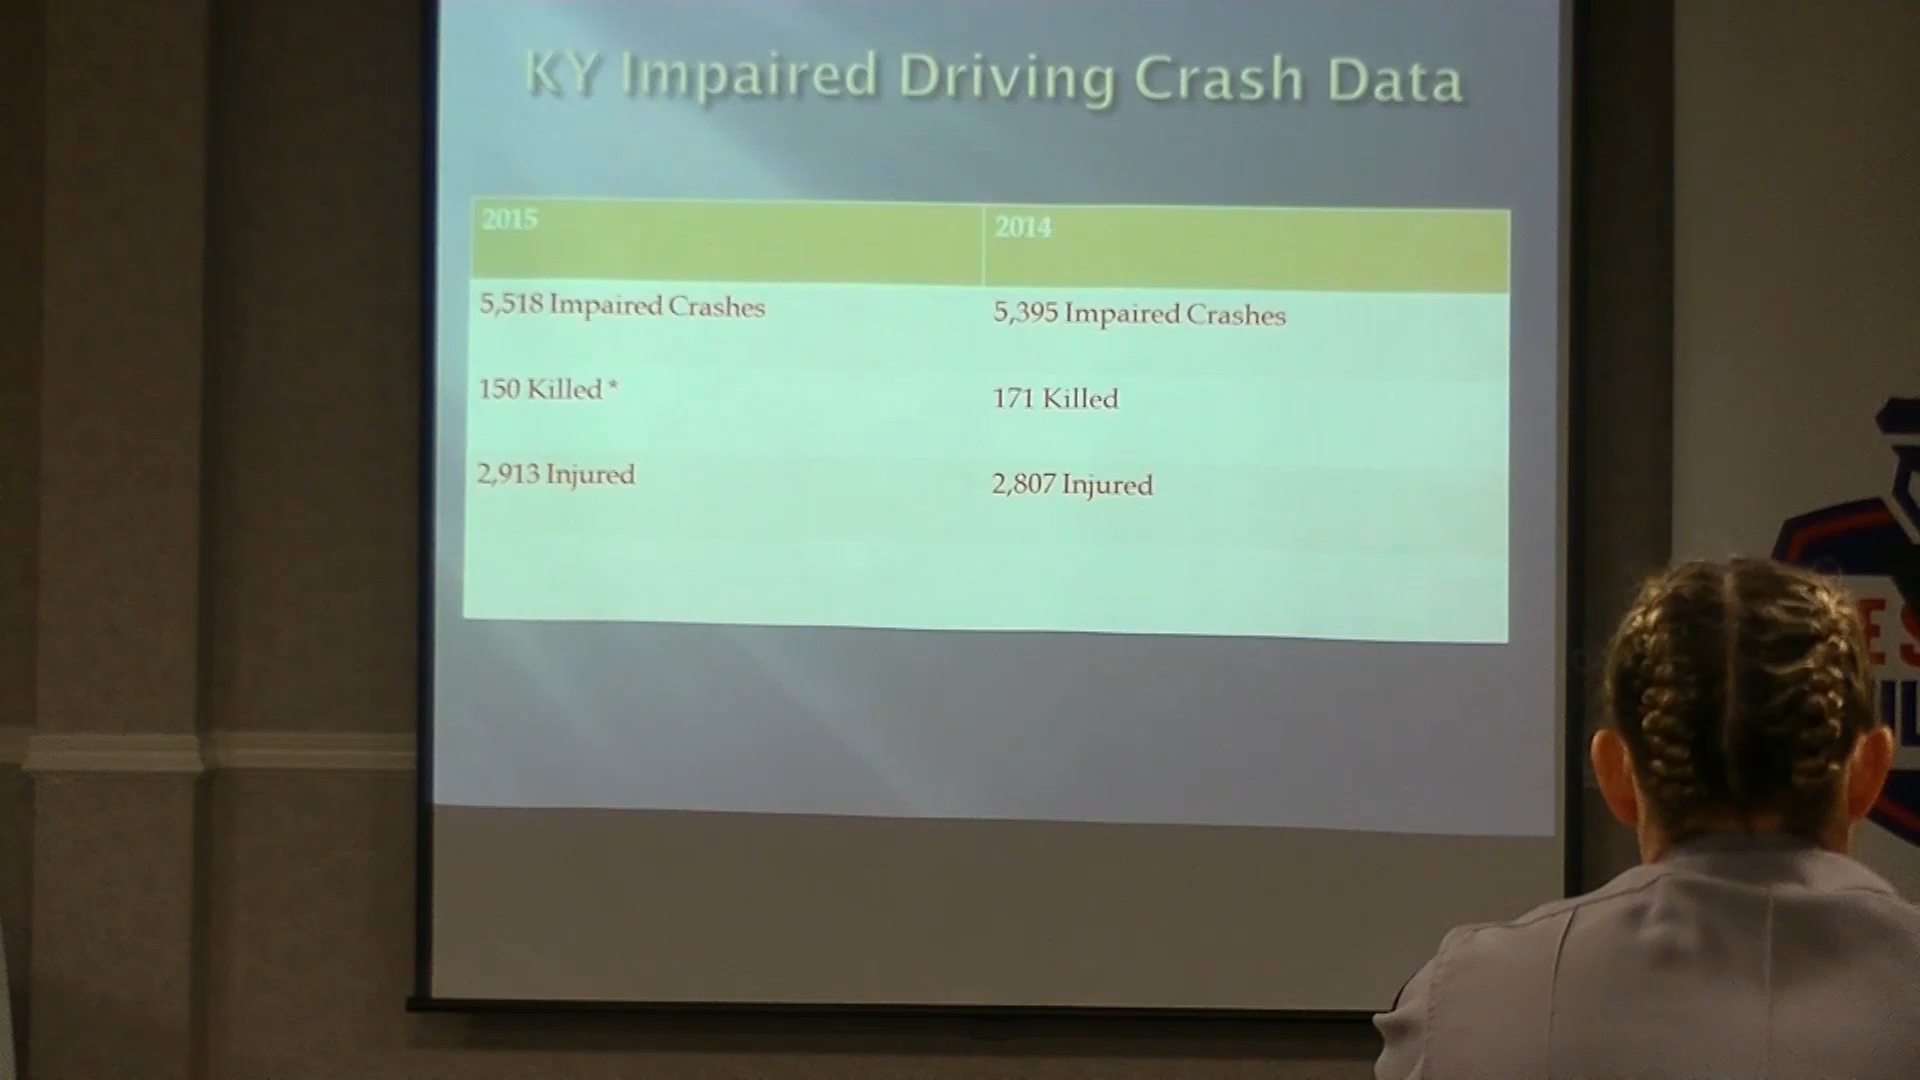 KY Impaired Driving Crash Data
2015 2014
5,518 Impaired Crashes 5,395 Impaired Crashes
150 Killed * 171 Killed
2,913 Injured 2,807 Injured